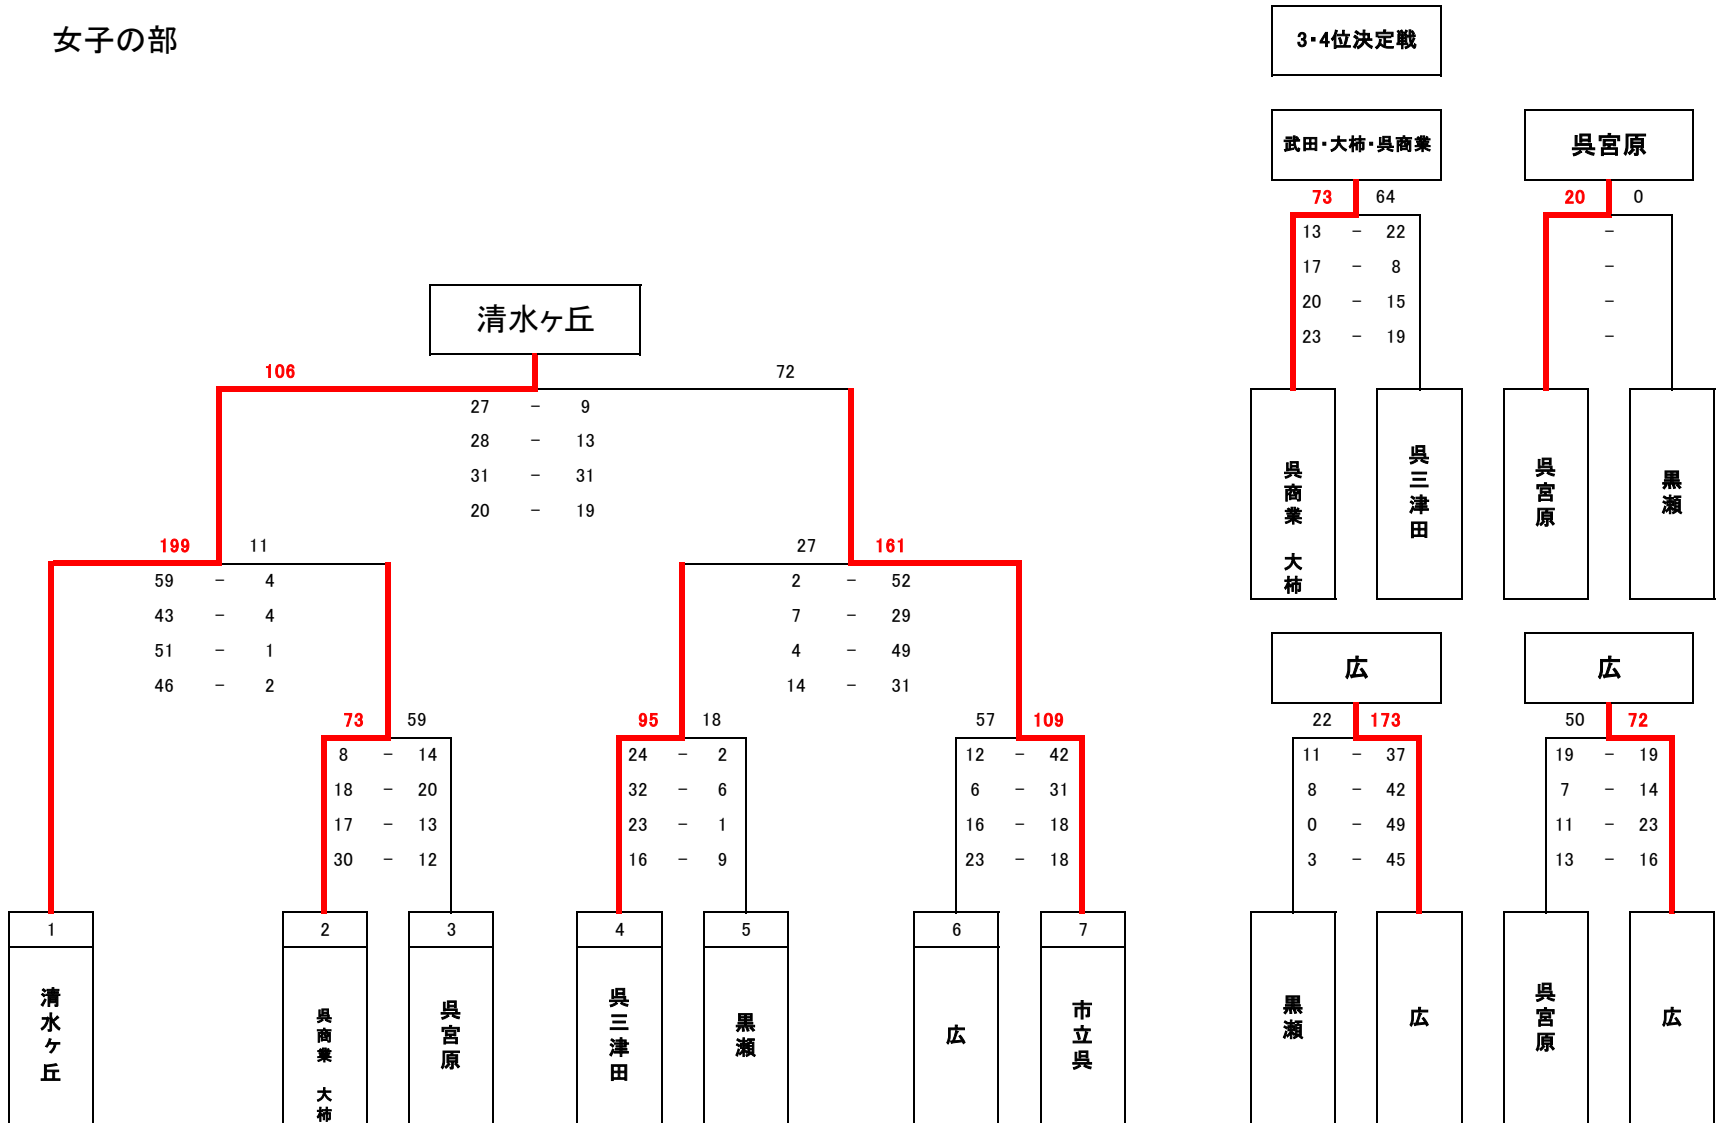 女子の部
3・4位決定戦
武田・大柿・呉商業
呉宮原
73 64
20 0
13 - 22
-
17 - 8
-
20 - 15
-
23 - 19
-
呉商業 大柿
呉三津田
呉宮原
黒瀬
清水ヶ丘
106 72
27 - 9
28 - 13
31 - 31
20 - 19
199 11
59 - 4
43 - 4
51 - 1
46 - 2
27 161
2 - 52
7 - 29
4 - 49
14 - 31
73 59
8 - 14
18 - 20
17 - 13
30 - 12
95 18
24 - 2
32 - 6
23 - 1
16 - 9
57 109
12 - 42
6 - 31
16 - 18
23 - 18
1
2
3
4
5
6
7
清水ヶ丘
呉商業 大柿
呉宮原
呉三津田
黒瀬
広
市立呉
広
22 173
11 - 37
8 - 42
0 - 49
3 - 45
黒瀬
広
広
50 72
19 - 19
7 - 14
11 - 23
13 - 16
呉宮原
広